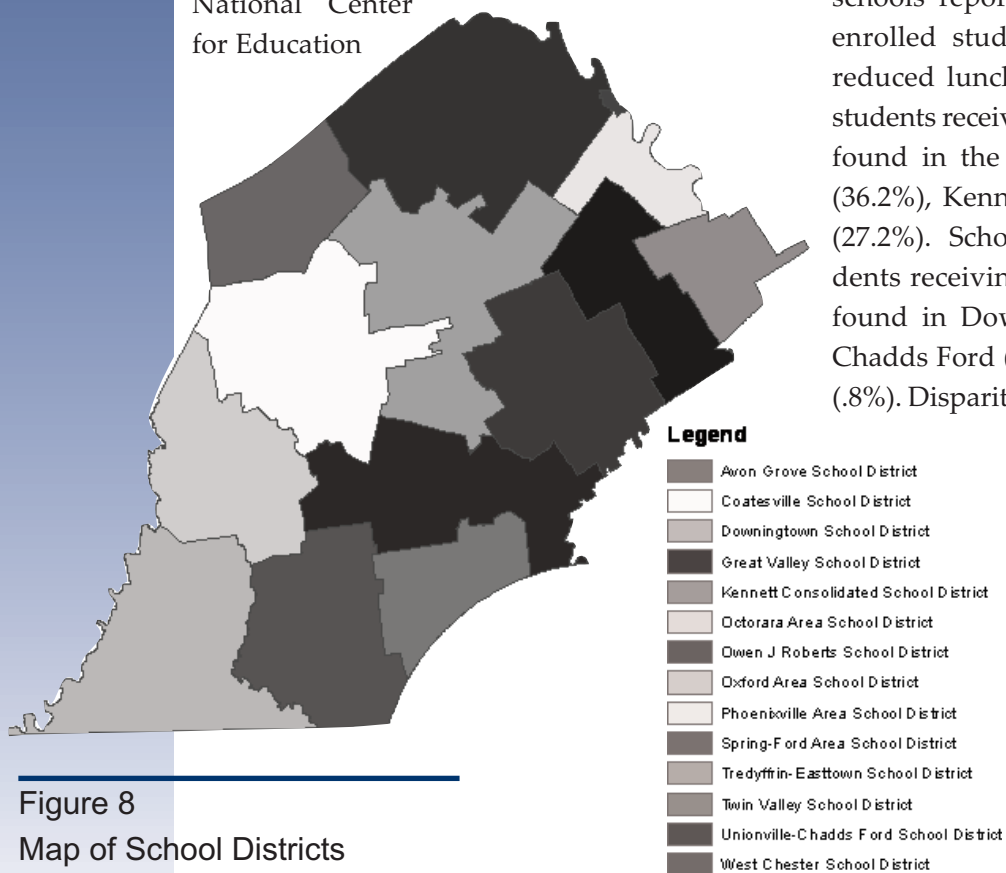 National Center
for Education
schools repor
enrolled stud
reduced lunch
students receiv
found in the
(36.2%), Kenn
(27.2%). Scho
dents receivin
found in Dow
Chadds Ford (
(.8%). Disparit
Legend
Avon Grove School District
Coatesville School District
Downingtown School District
Great Valley School District
Kennett Consolidated School District
Octorara Area School District
Owen J Roberts School District
Oxford Area School District
Phoenixville Area School District
Spring-Ford Area School District
Tredyffrin-Easttown School District
Twin Valley School District
Unionville-Chadds Ford School District
West Chester School District
Figure 8
Map of School Districts